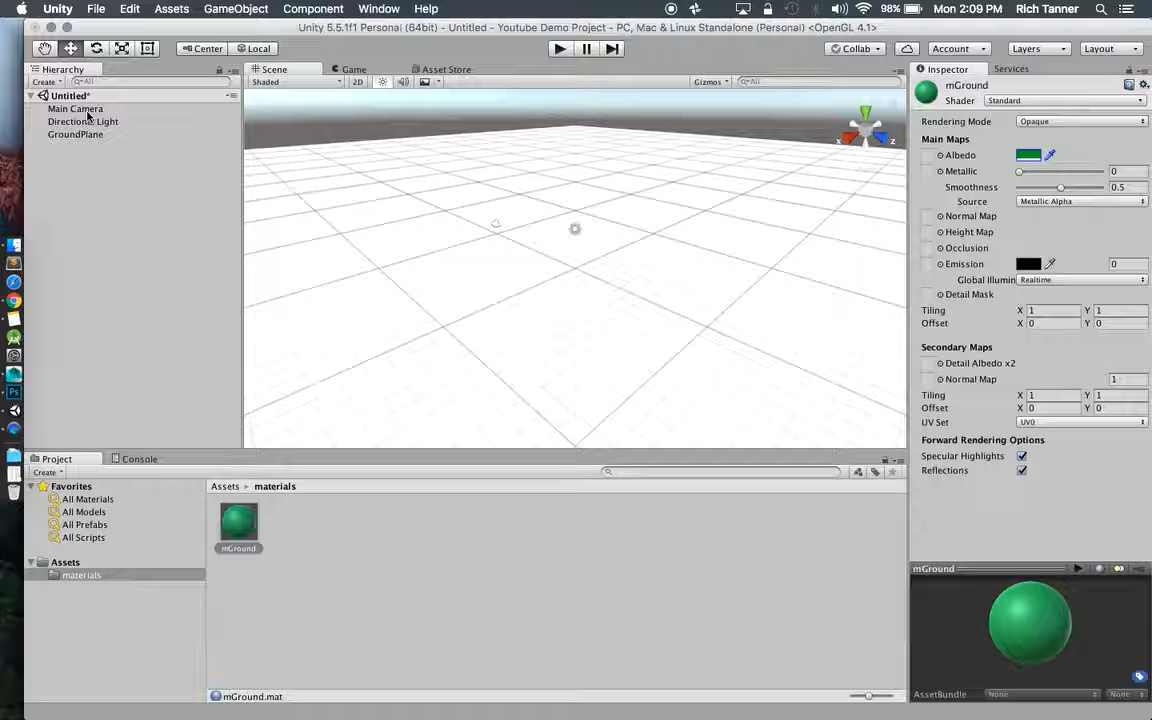 Unity File Edit Assets GameObject Component Window Help 98% Mon 2:09 PM Rich Tanner
Unity 5.5.1f1 Personal (64bit) - Untitled - Youtube Demo Project - PC, Mac & Linux Standalone (Personal) <OpenGL 4.1>
Center Local Collab Account Layers Layout
Hierarchy Scene Game Asset Store Inspector Services
Create All Shaded 2D Gizmos All
Untitled*
Main Camera
Directional Light
GroundPlane
x z
mGround
Shader Standard
Rendering Mode Opaque
Main Maps
Albedo
Metallic 0
Smoothness 0.5
Source Metallic Alpha
Normal Map
Height Map
Occlusion
Emission 0
Global Illumin Realtime
Detail Mask
Tiling X 1 Y 1
Offset X 0 Y 0
Secondary Maps
Detail Albedo x2
Normal Map 1
Tiling X 1 Y 1
Offset X 0 Y 0
UV Set UV0
Forward Rendering Options
Specular Highlights
Reflections
Project Console
Create
Favorites
All Materials
All Models
All Prefabs
All Scripts
Assets
materials
Assets materials
mGround
mGround.mat
mGround
AssetBundle None None